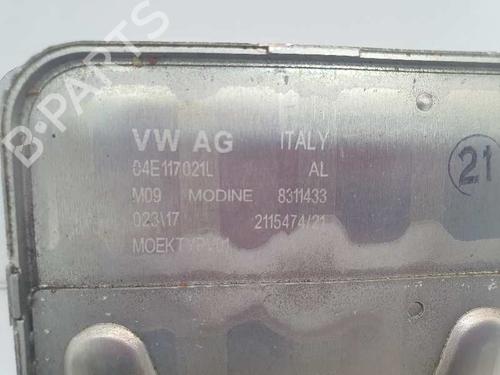 VW AG ITALY
04E117021L AL
M09 MODINE 8311433
023\17 2115474/21
21
B-PARTS